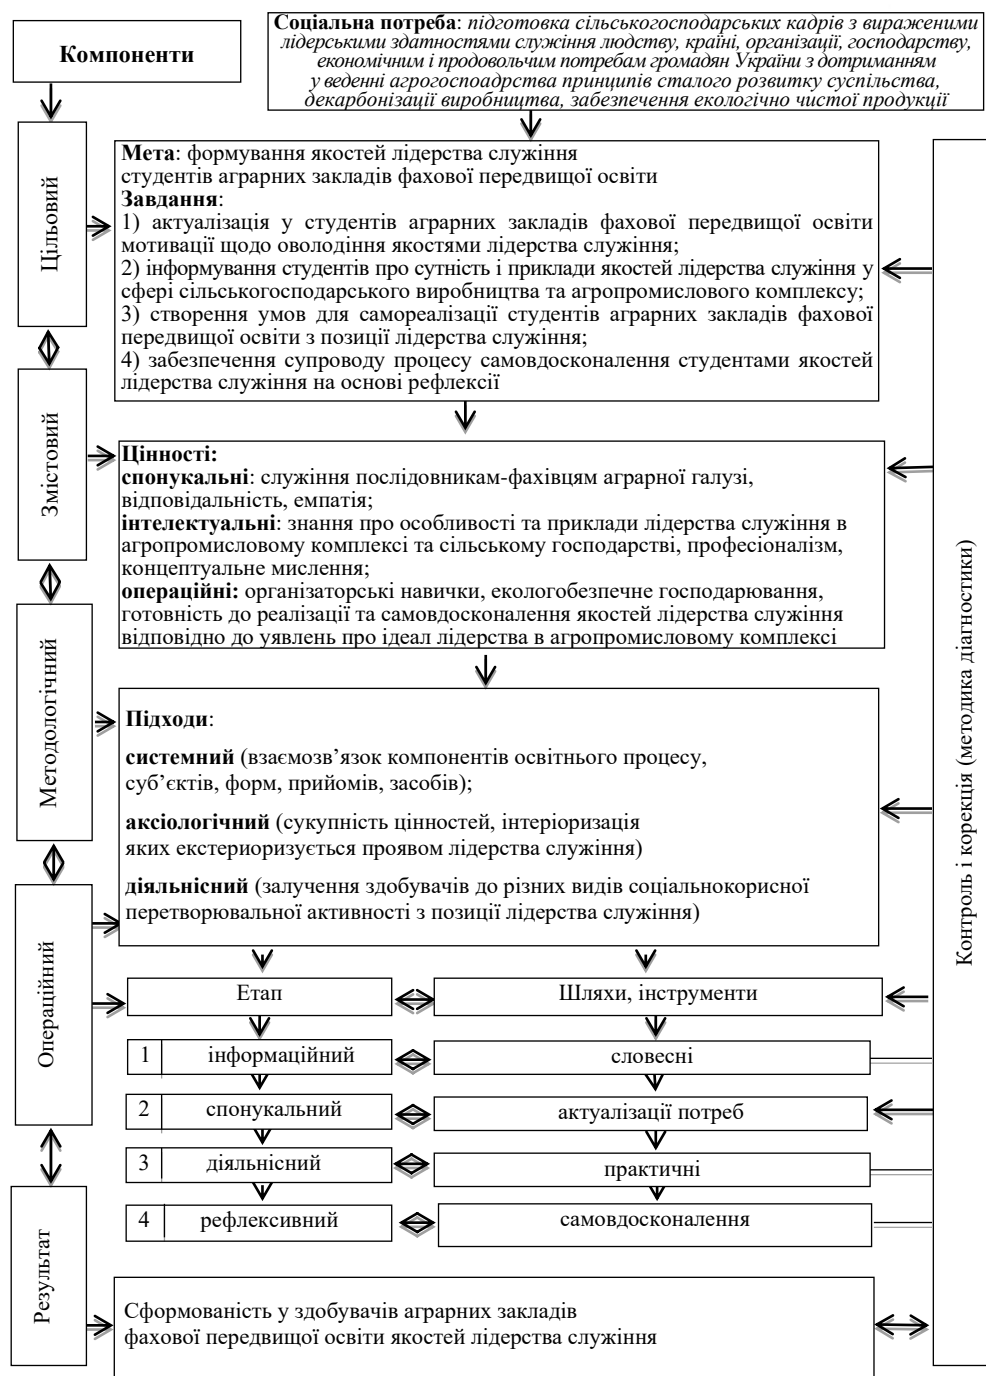 Компоненти
Соціальна потреба: підготовка сільськогосподарських кадрів з вираженими
лідерськими здатностями служіння людству, країні, організації, господарству,
економічним і продовольчим потребам громадян України з дотриманням
у веденні агрогоспоадрства принципів сталого розвитку суспільства,
декарбонізації виробництва, забезпечення екологічно чистої продукції
Цільовий
Мета: формування якостей лідерства служіння
студентів аграрних закладів фахової передвищої освіти
Завдання:
1) актуалізація у студентів аграрних закладів фахової передвищої освіти
мотивації щодо оволодіння якостями лідерства служіння;
2) інформування студентів про сутність і приклади якостей лідерства служіння у
сфері сільськогосподарського виробництва та агропромислового комплексу;
3) створення умов для самореалізації студентів аграрних закладів фахової
передвищої освіти з позиції лідерства служіння;
4) забезпечення супроводу процесу самовдосконалення студентами якостей
лідерства служіння на основі рефлексії
Змістовий
Цінності:
спонукальні: служіння послідовникам-фахівцям аграрної галузі,
відповідальність, емпатія;
інтелектуальні: знання про особливості та приклади лідерства служіння в
агропромисловому комплексі та сільському господарстві, професіоналізм,
концептуальне мислення;
операційні: організаторські навички, екологобезпечне господарювання,
готовність до реалізації та самовдосконалення якостей лідерства служіння
відповідно до уявлень про ідеал лідерства в агропромисловому комплексі
Методологічний
Підходи:
системний (взаємозв’язок компонентів освітнього процесу,
суб’єктів, форм, прийомів, засобів);
аксіологічний (сукупність цінностей, інтеріоризація
яких екстериоризується проявом лідерства служіння)
діяльнісний (залучення здобувачів до різних видів соціальнокорисної
перетворювальної активності з позиції лідерства служіння)
Операційний
Етап
Шляхи, інструменти
1 інформаційний
словесні
2 спонукальний
актуалізації потреб
3 діяльнісний
практичні
4 рефлексивний
самовдосконалення
Результат
Сформованість у здобувачів аграрних закладів
фахової передвищої освіти якостей лідерства служіння
Контроль і корекція (методика діагностики)